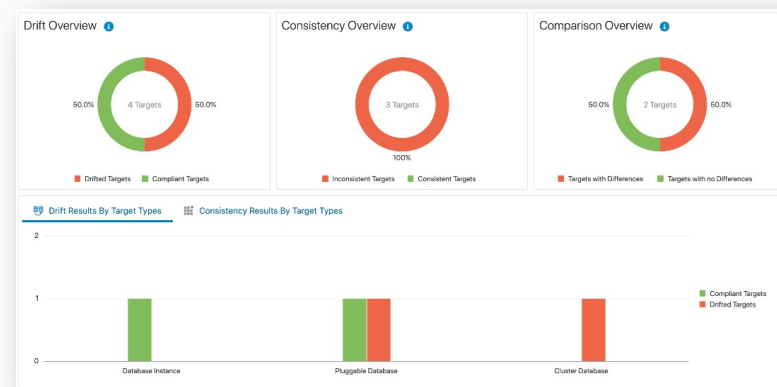 Drift Overview
Consistency Overview
Comparison Overview
50.0%
4 Targets
50.0%
3 Targets
100%
50.0%
2 Targets
50.0%
Drifted Targets
Compliant Targets
Inconsistent Targets
Consistent Targets
Targets with Differences
Targets with no Differences
Drift Results By Target Types
Consistency Results By Target Types
2
1
0
Database Instance
Pluggable Database
Cluster Database
Compliant Targets
Drifted Targets